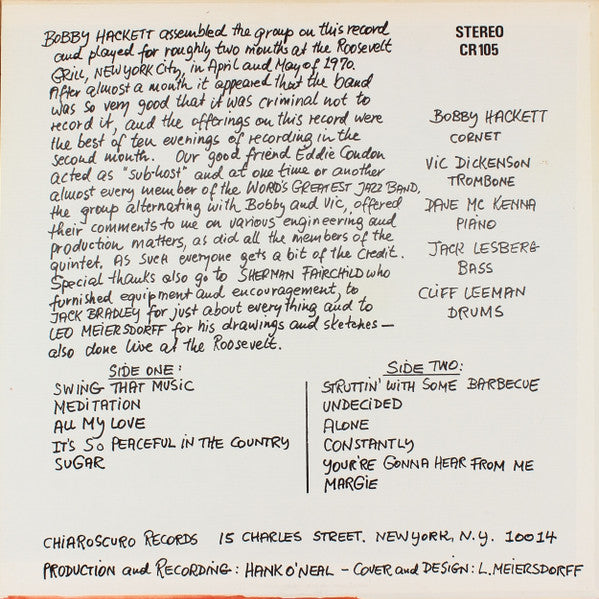 BOBBY HACKETT assembled the group on this record
and played for roughly two months at the Roosevelt
GRILL, NEW YORK CITY, in April and May of 1970.
After almost a month it appeared that the band
was so very good that it was criminal not to
record it, and the offerings on this record were
the best of ten evenings of recording in the
second month. Our good friend Eddie Condon
acted as "sub-host" and at one time or another
almost every member of the WORD'S GREATEST JAZZ BAND,
the group alternating with Bobby and Vic, offered
their comments to me on various engineering and
production matters, as did all the members of the
quintet. AS SUCH everyone gets a bit of the credit.
Special thanks also go to SHERMAN FAIRCHILD who
furnished equipment and encouragement, to
JACK BRADLEY for just about everything and to
LEO MEIERSDORFF for his drawings and sketches—
also done live at the Roosevelt.
STEREO
CR105
BOBBY HACKETT
CORNET
VIC DICKENSON
TROMBONE
DAVE MC KENNA
PIANO
JACK LESBERG
BASS
CLIFF LEEMAN
DRUMS
SIDE ONE:
SWING THAT MUSIC
MEDITATION
ALL MY LOVE
IT'S SO PEACEFUL IN THE COUNTRY
SUGAR
SIDE TWO:
STRUTTIN' WITH SOME BARBECUE
UNDECIDED
ALONE
CONSTANTLY
YOUR'RE GONNA HEAR FROM ME
MARGIE
CHIAROSCURO RECORDS 15 CHARLES STREET. NEW YORK, N.Y. 10014
PRODUCTION and RECORDING: HANK O'NEAL – COVER and DESIGN: L. MEIERSDORFF